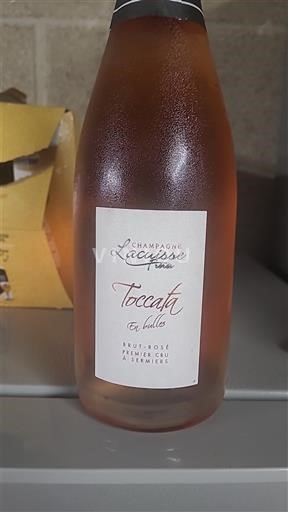 CHAMPAGNE
Lacuisse
Frères
Toccata
En bulles
BRUT-ROSÉ
PREMIER CRU
À SERMIERS